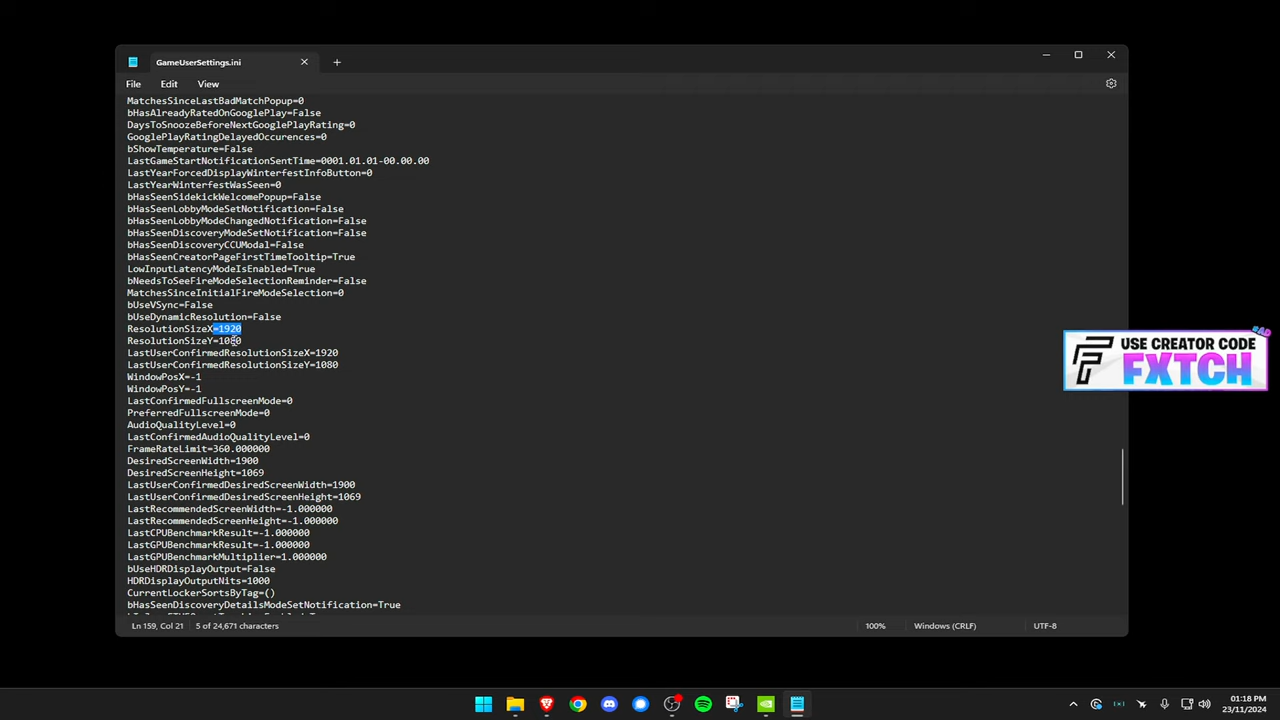 GameUserSettings.ini
File Edit View
MatchesSinceLastBadMatchPopup=0
bHasAlreadyRatedOnGooglePlay=False
DaysToSnoozeBeforeNextGooglePlayRating=0
GooglePlayRatingDelayedOccurences=0
bShowTemperature=False
LastGameStartNotificationSentTime=0001.01.01-00.00.00
LastYearForcedDisplayWinterfestInfoButton=0
LastYearWinterfestWasSeen=0
bHasSeenSidekickWelcomePopup=False
bHasSeenLobbyModeSetNotification=False
bHasSeenLobbyModeChangedNotification=False
bHasSeenDiscoveryModeSetNotification=False
bHasSeenDiscoveryCCUModal=False
bHasSeenCreatorPageFirstTimeTooltip=True
LowInputLatencyModeIsEnabled=True
bNeedsToSeeFireModeSelectionReminder=False
MatchesSinceInitialFireModeSelection=0
bUseVSync=False
bUseDynamicResolution=False
ResolutionSizeX=1920
ResolutionSizeY=1080
LastUserConfirmedResolutionSizeX=1920
LastUserConfirmedResolutionSizeY=1080
WindowPosX=-1
WindowPosY=-1
LastConfirmedFullscreenMode=0
PreferredFullscreenMode=0
AudioQualityLevel=0
LastConfirmedAudioQualityLevel=0
FrameRateLimit=360.000000
DesiredScreenWidth=1900
DesiredScreenHeight=1069
LastUserConfirmedDesiredScreenWidth=1900
LastUserConfirmedDesiredScreenHeight=1069
LastRecommendedScreenWidth=-1.000000
LastRecommendedScreenHeight=-1.000000
LastCPUBenchmarkResult=-1.000000
LastGPUBenchmarkResult=-1.000000
LastGPUBenchmarkMultiplier=1.000000
bUseHDRDisplayOutput=False
HDRDisplayOutputNits=1000
CurrentLockerSortsByTag=()
bHasSeenDiscoveryDetailsModeSetNotification=True
Ln 159, Col 21 5 of 24,671 characters 100% Windows (CRLF) UTF-8
#AD
USE CREATOR CODE
FXTCH
01:18 PM
23/11/2024